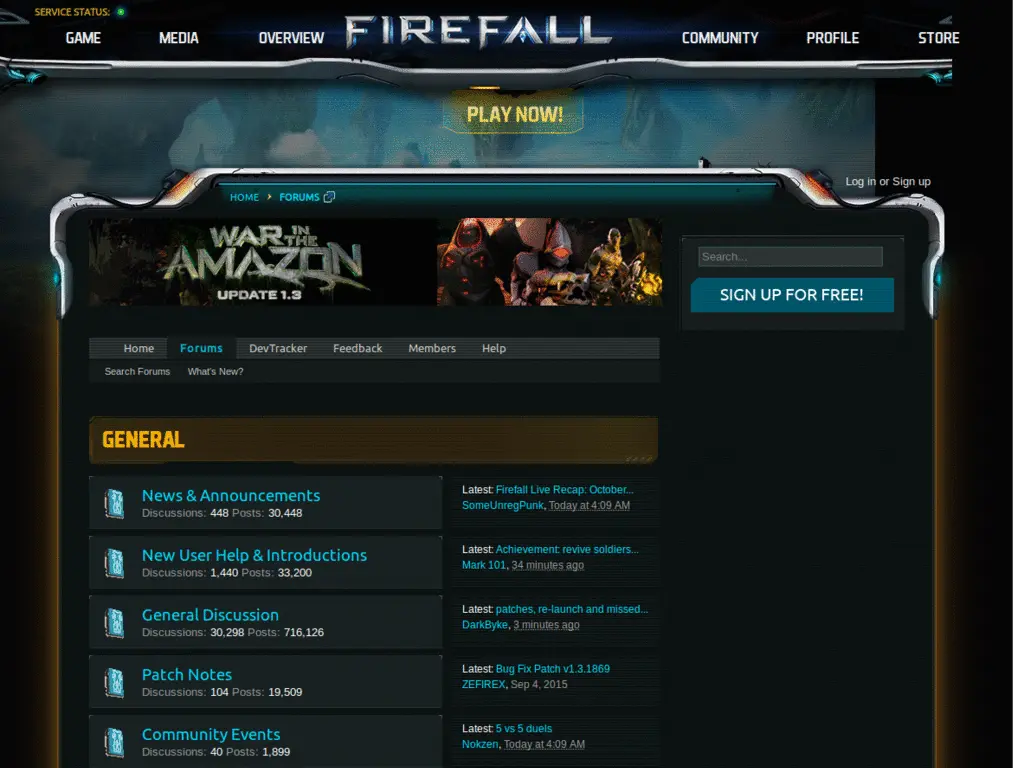 SERVICE STATUS:
GAME MEDIA OVERVIEW FIREFALL COMMUNITY PROFILE STORE
PLAY NOW!
Log in or Sign up
HOME > FORUMS
WAR IN THE AMAZON
UPDATE 1.3
Search...
SIGN UP FOR FREE!
Home Forums DevTracker Feedback Members Help
Search Forums What's New?
GENERAL
News & Announcements
Discussions: 448 Posts: 30,448
Latest: Firefall Live Recap: October...
SomeUnregPunk, Today at 4:09 AM
New User Help & Introductions
Discussions: 1,440 Posts: 33,200
Latest: Achievement: revive soldiers...
Mark 101, 34 minutes ago
General Discussion
Discussions: 30,298 Posts: 716,126
Latest: patches, re-launch and missed...
DarkByke, 3 minutes ago
Patch Notes
Discussions: 104 Posts: 19,509
Latest: Bug Fix Patch v1.3.1869
ZEFIREX, Sep 4, 2015
Community Events
Discussions: 40 Posts: 1,899
Latest: 5 vs 5 duels
Nokzen, Today at 4:09 AM